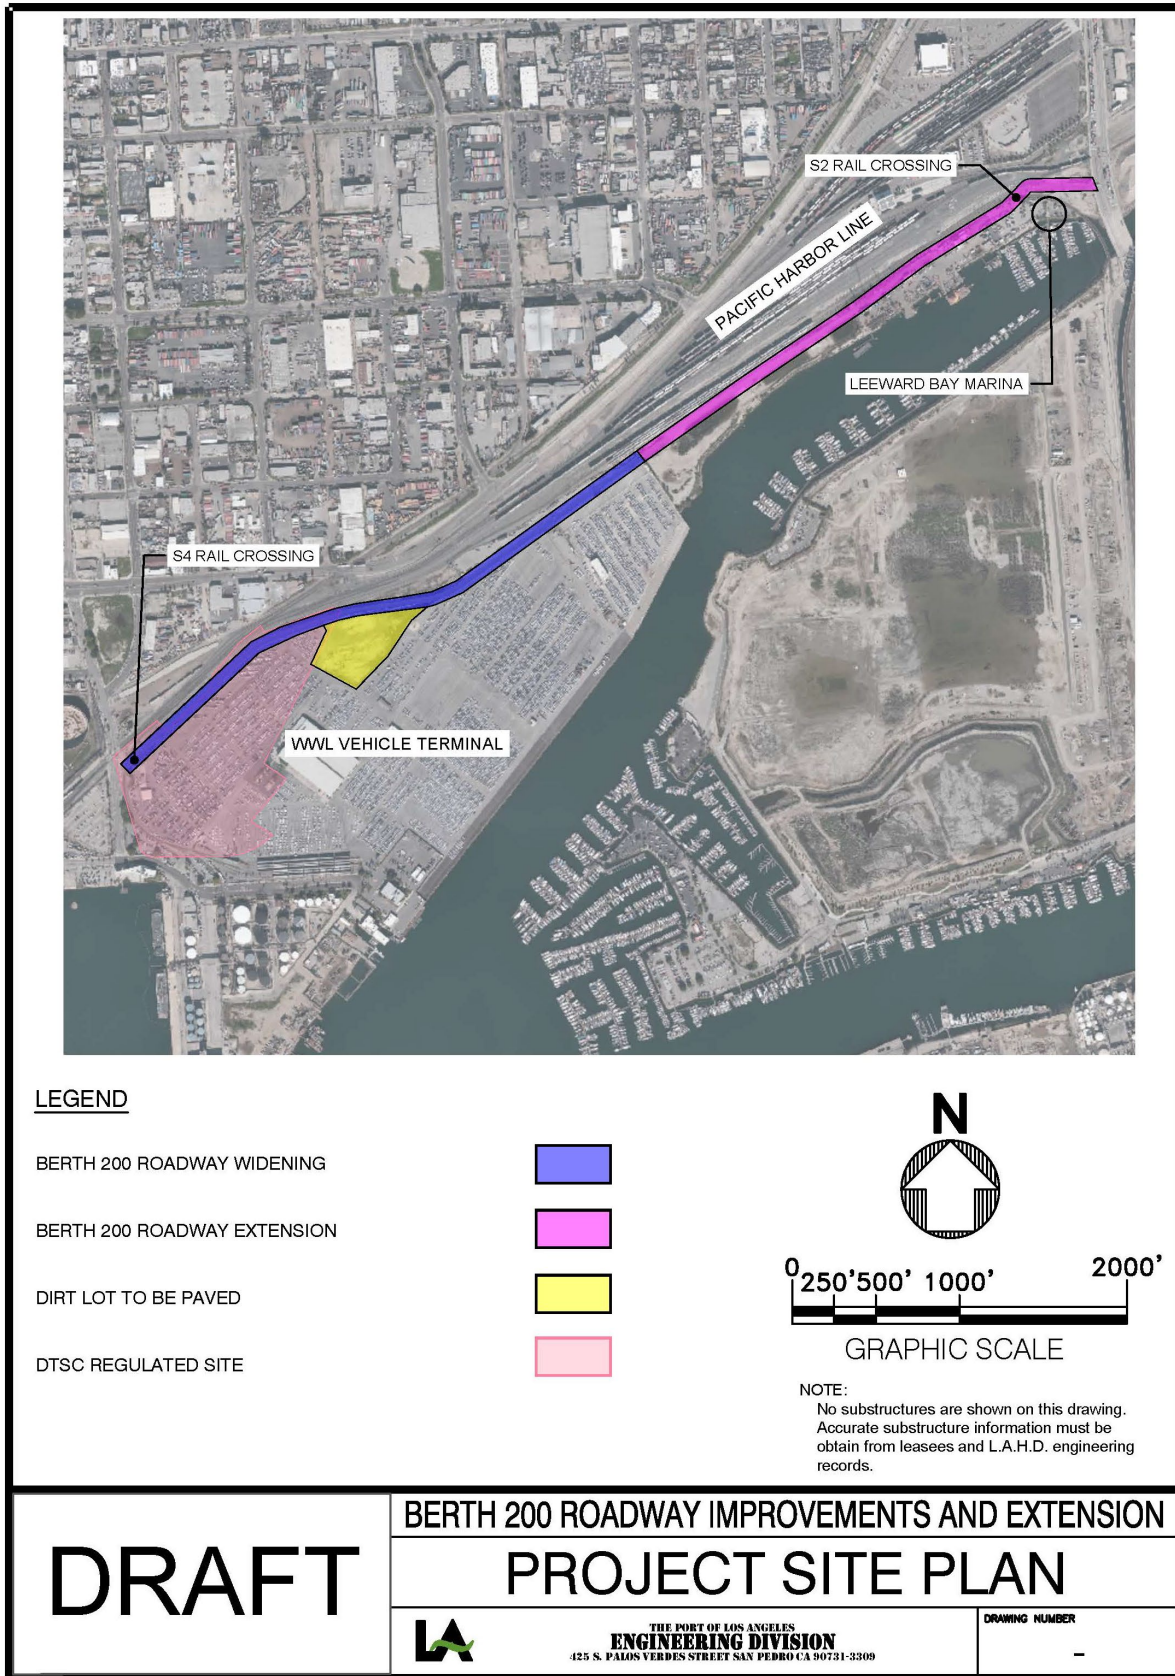 S2 RAIL CROSSING
PACIFIC HARBOR LINE
LEEWARD BAY MARINA
S4 RAIL CROSSING
WWL VEHICLE TERMINAL
LEGEND
BERTH 200 ROADWAY WIDENING
BERTH 200 ROADWAY EXTENSION
DIRT LOT TO BE PAVED
DTSC REGULATED SITE
N
0 250' 500' 1000' 2000'
GRAPHIC SCALE
NOTE:
No substructures are shown on this drawing.
Accurate substructure information must be
obtain from leasees and L.A.H.D. engineering
records.
DRAFT
BERTH 200 ROADWAY IMPROVEMENTS AND EXTENSION
PROJECT SITE PLAN
LA
THE PORT OF LOS ANGELES
ENGINEERING DIVISION
425 S. PALOS VERDES STREET SAN PEDRO CA 90731-3309
DRAWING NUMBER
–